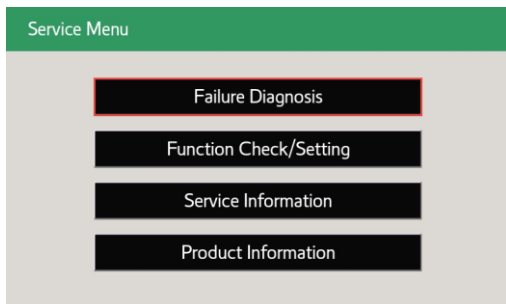 Service Menu
Failure Diagnosis
Function Check/Setting
Service Information
Product Information